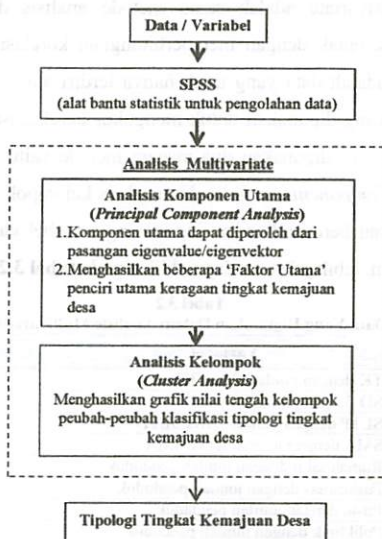 Data / Variabel
SPSS
(alat bantu statistik untuk pengolahan data)
Analisis Multivariate
Analisis Komponen Utama
(Principal Component Analysis)
1.Komponen utama dapat diperoleh dari
pasangan eigenvalue/eigenvektor
2.Menghasilkan beberapa 'Faktor Utama'
penciri utama keragaan tingkat kemajuan
desa
Analisis Kelompok
(Cluster Analysis)
Menghasilkan grafik nilai tengah kelompok
peubah-peubah klasifikasi tipologi tingkat
kemajuan desa
Tipologi Tingkat Kemajuan Desa